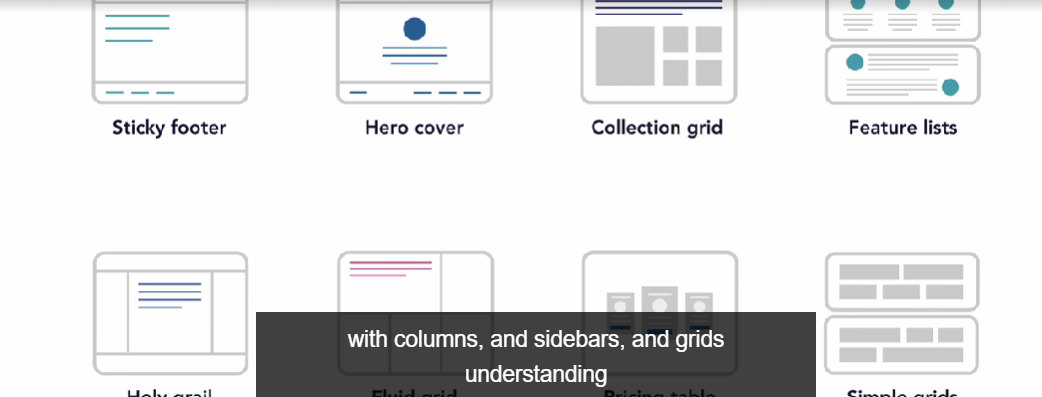 Sticky footer
Hero cover
Collection grid
Feature lists
Holy grail
Fluid grid
Pricing table
Simple grids
with columns, and sidebars, and grids
understanding